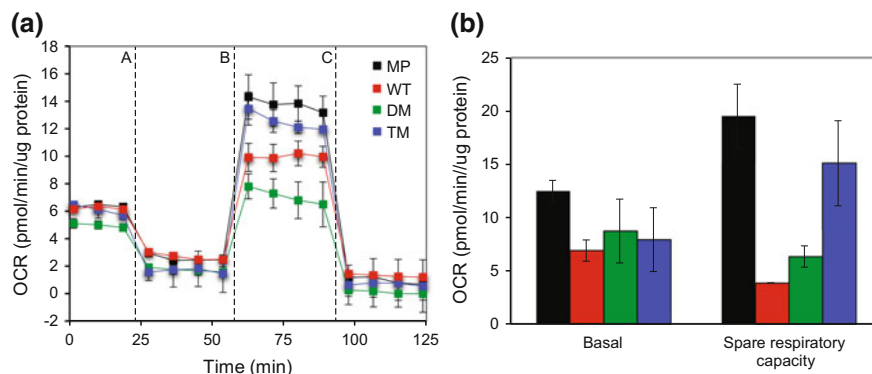 (a)
18
16
14
12
10
8
6
4
2
0
-2
OCR (pmol/min//ug protein)
A
B
C
MP
WT
DM
TM
0
25
50
75
100
125
Time (min)
(b)
25
20
15
10
5
0
OCR (pmol/min//ug protein)
Basal
Spare respiratory
capacity